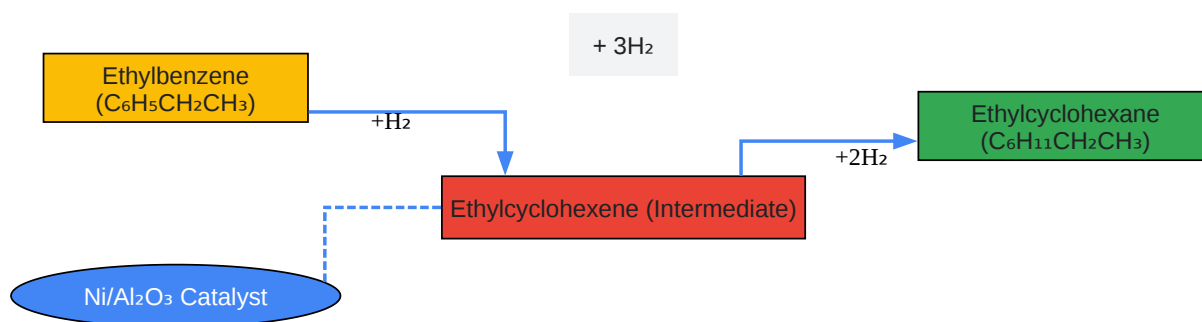 + 3H₂
Ethylbenzene
(C₆H₅CH₂CH₃)
+H₂
Ethylcyclohexane
(C₆H₁₁CH₂CH₃)
+2H₂
Ethylcyclohexene (Intermediate)
Ni/Al₂O₃ Catalyst